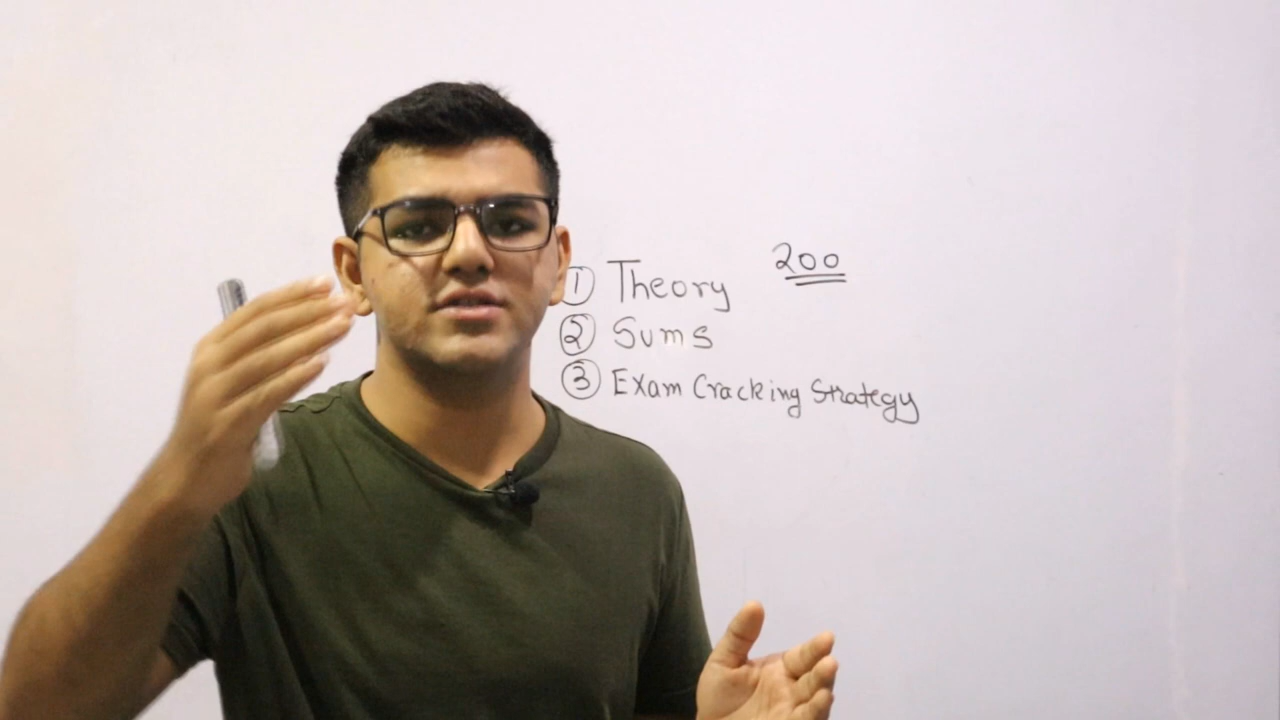 200
① Theory
② Sums
③ Exam Cracking Strategy